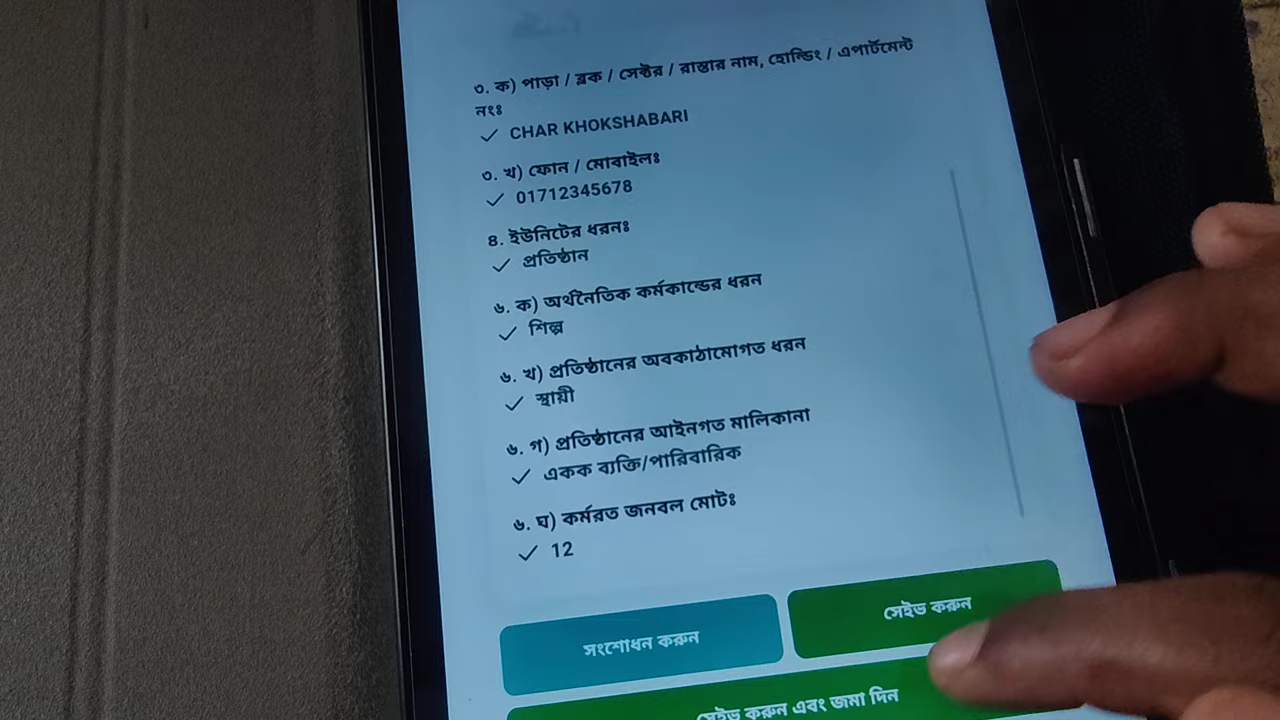 ৩. ক) পাড়া / ব্লক / সেক্টর / রাস্তার নাম, হোল্ডিং / এপার্টমেন্ট
নংঃ
✓ CHAR KHOKSHABARI
৩. খ) ফোন / মোবাইলঃ
✓ 01712345678
৪. ইউনিটের ধরনঃ
✓ প্রতিষ্ঠান
৬. ক) অর্থনৈতিক কর্মকান্ডের ধরন
✓ শিল্প
৬. খ) প্রতিষ্ঠানের অবকাঠামোগত ধরন
✓ স্থায়ী
৬. গ) প্রতিষ্ঠানের আইনগত মালিকানা
✓ একক ব্যক্তি/পারিবারিক
৬. ঘ) কর্মরত জনবল মোটঃ
✓ 12
সংশোধন করুন
সেইভ করুন
সেইভ করুন এবং জমা দিন